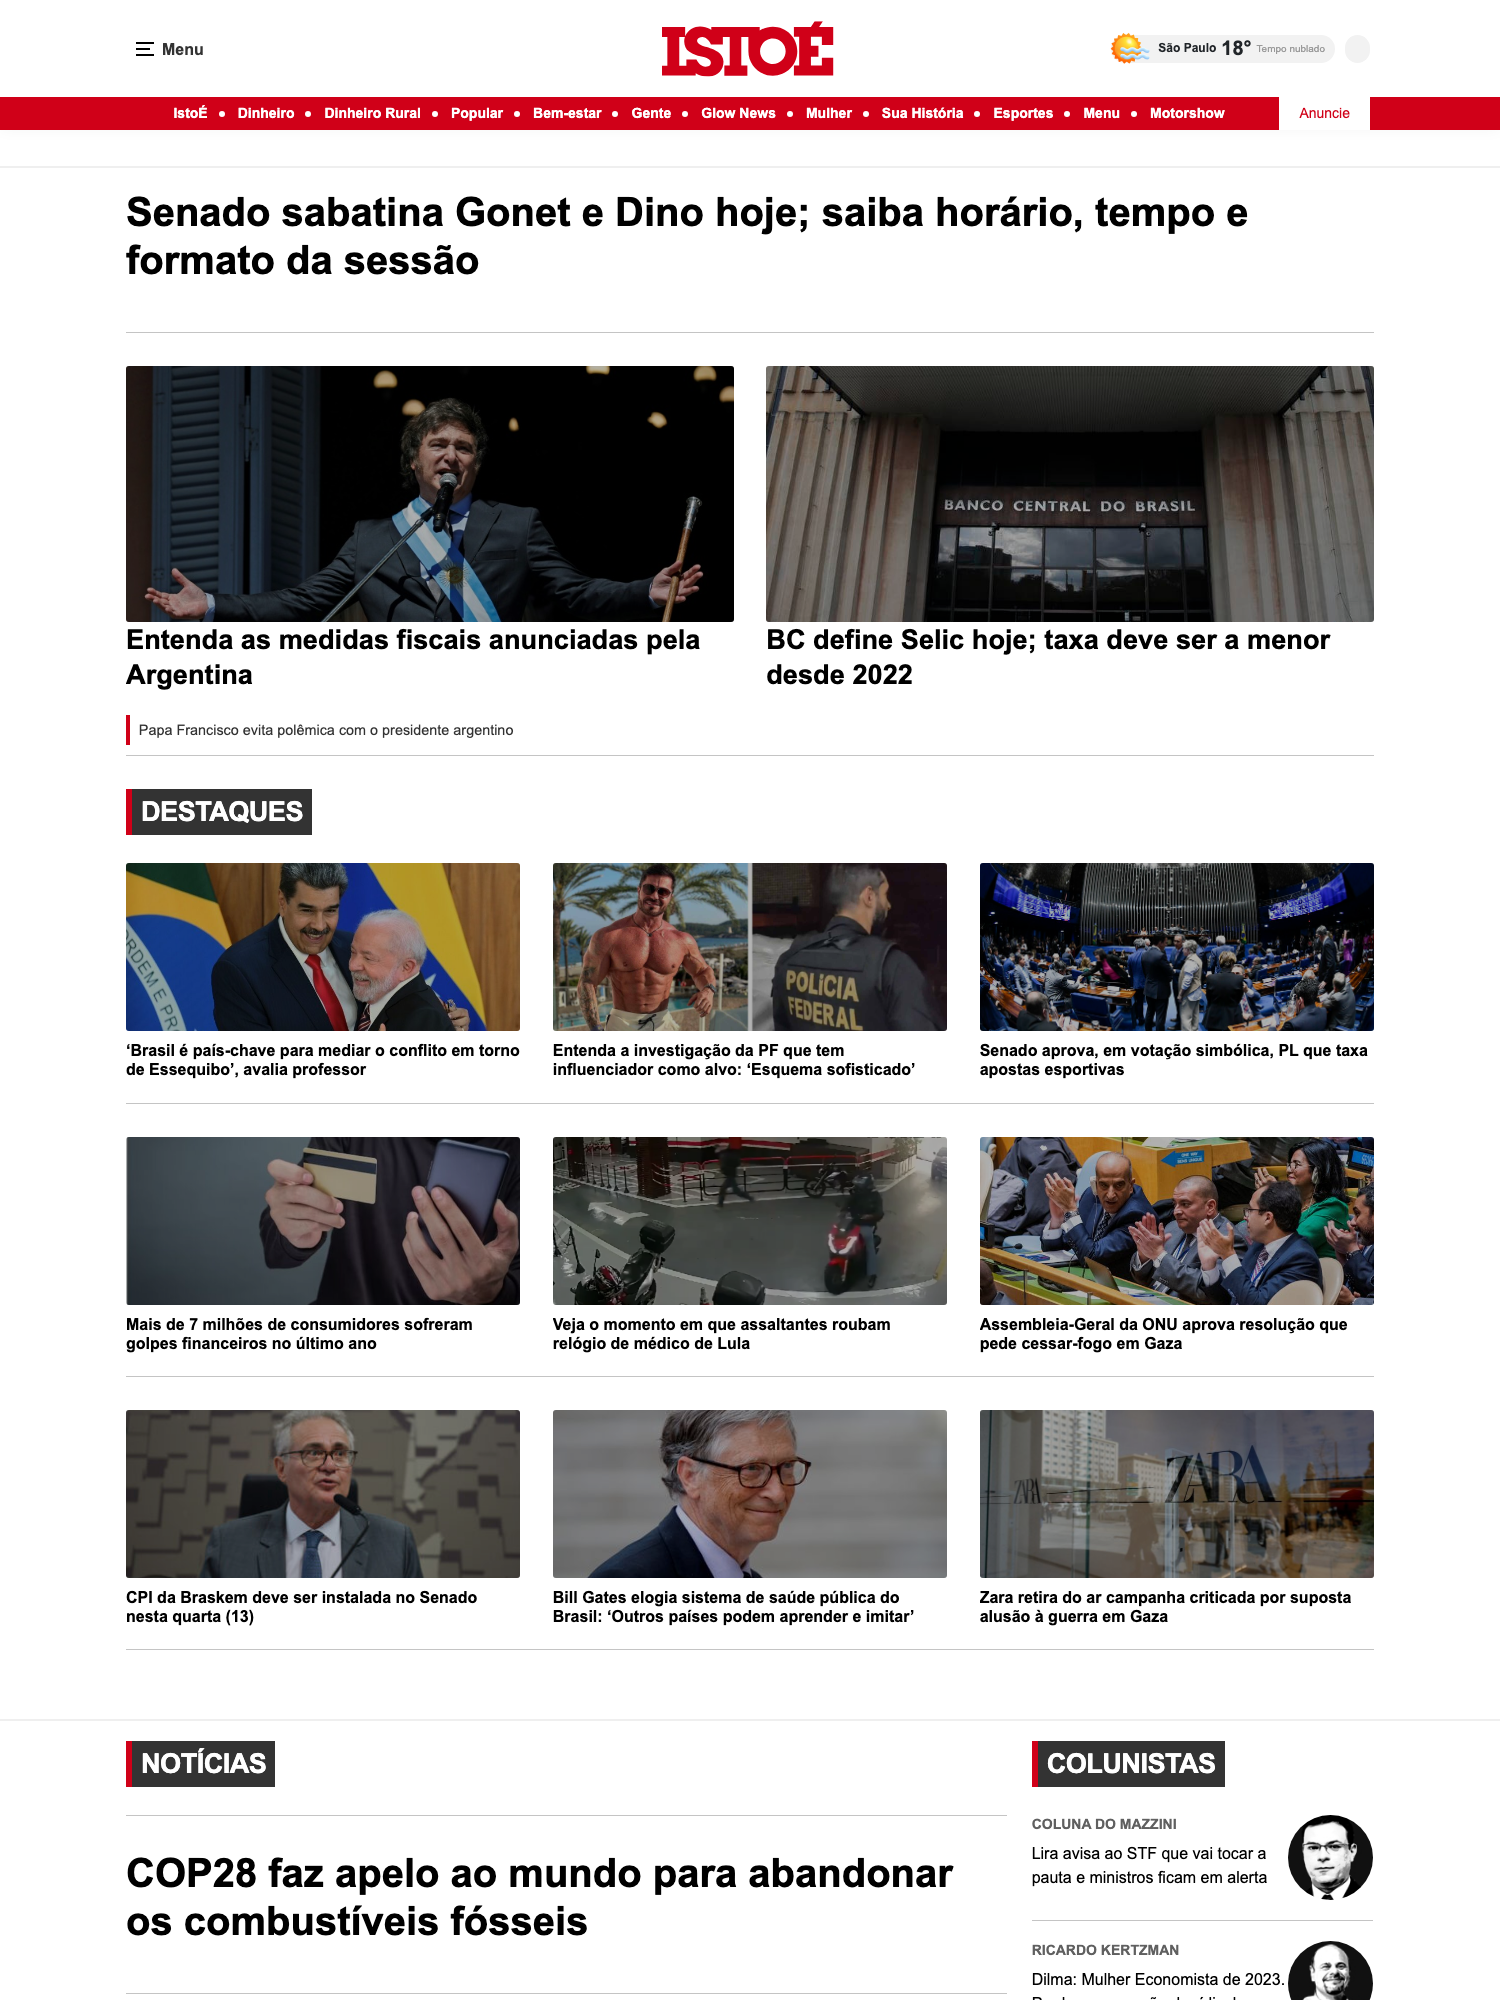 Menu
ISTOÉ
São Paulo 18° Tempo nublado
IstoÉ • Dinheiro • Dinheiro Rural • Popular • Bem-estar • Gente • Glow News • Mulher • Sua História • Esportes • Menu • Motorshow
Anuncie
Senado sabatina Gonet e Dino hoje; saiba horário, tempo e
formato da sessão
BANCO CENTRAL DO BRASIL
Entenda as medidas fiscais anunciadas pela
Argentina
BC define Selic hoje; taxa deve ser a menor
desde 2022
Papa Francisco evita polêmica com o presidente argentino
DESTAQUES
ORDEM E PRO
POLÍCIA
FEDERAL
‘Brasil é país-chave para mediar o conflito em torno
de Essequibo’, avalia professor
Entenda a investigação da PF que tem
influenciador como alvo: ‘Esquema sofisticado’
Senado aprova, em votação simbólica, PL que taxa
apostas esportivas
Mais de 7 milhões de consumidores sofreram
golpes financeiros no último ano
Veja o momento em que assaltantes roubam
relógio de médico de Lula
Assembleia-Geral da ONU aprova resolução que
pede cessar-fogo em Gaza
ZARA
ZARA
CPI da Braskem deve ser instalada no Senado
nesta quarta (13)
Bill Gates elogia sistema de saúde pública do
Brasil: ‘Outros países podem aprender e imitar’
Zara retira do ar campanha criticada por suposta
alusão à guerra em Gaza
NOTÍCIAS
COP28 faz apelo ao mundo para abandonar
os combustíveis fósseis
COLUNISTAS
COLUNA DO MAZZINI
Lira avisa ao STF que vai tocar a
pauta e ministros ficam em alerta
RICARDO KERTZMAN
Dilma: Mulher Economista de 2023.